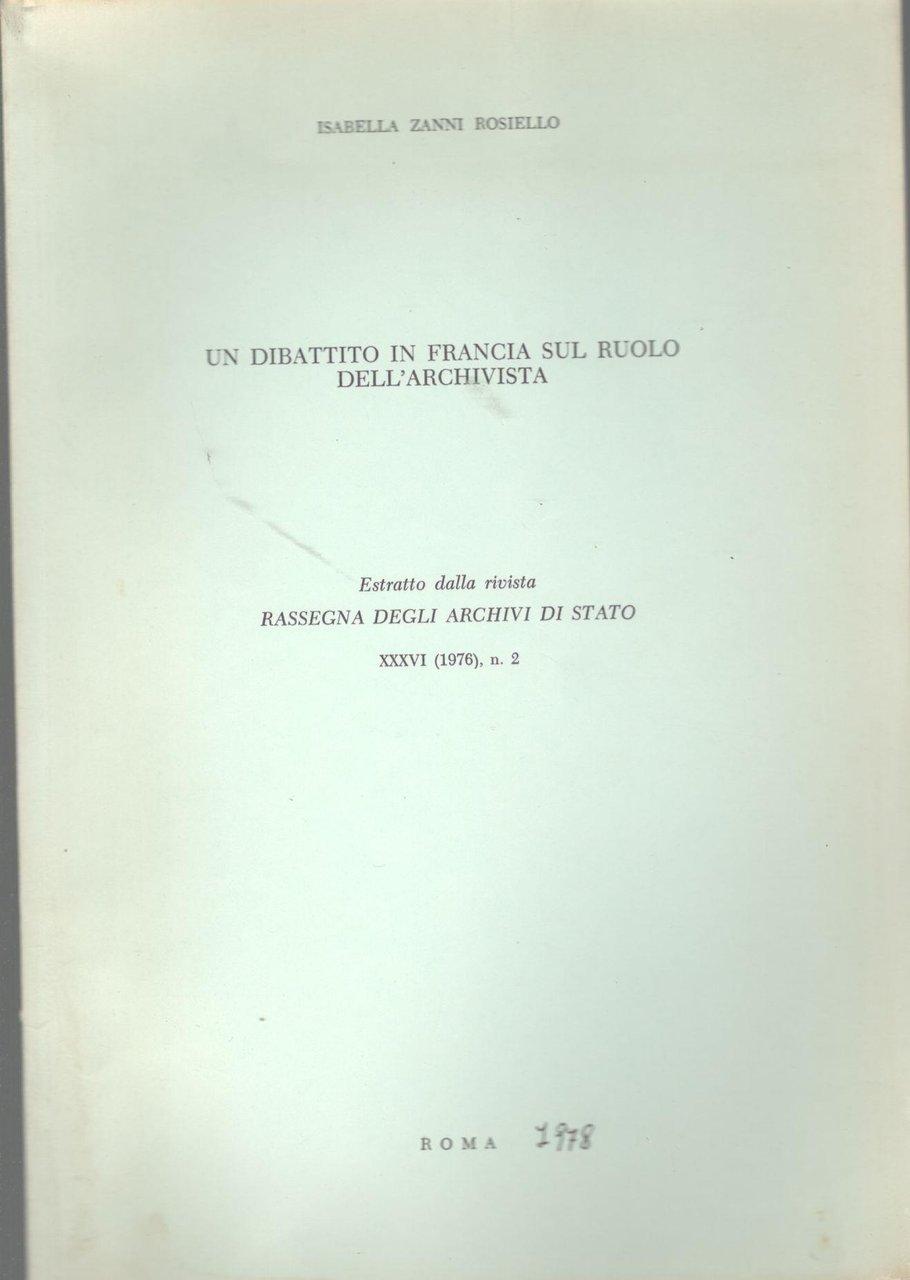 ISABELLA ZANNI ROSIELLO
UN DIBATTITO IN FRANCIA SUL RUOLO
DELL'ARCHIVISTA
Estratto dalla rivista
RASSEGNA DEGLI ARCHIVI DI STATO
XXXVI (1976), n. 2
ROMA 1978